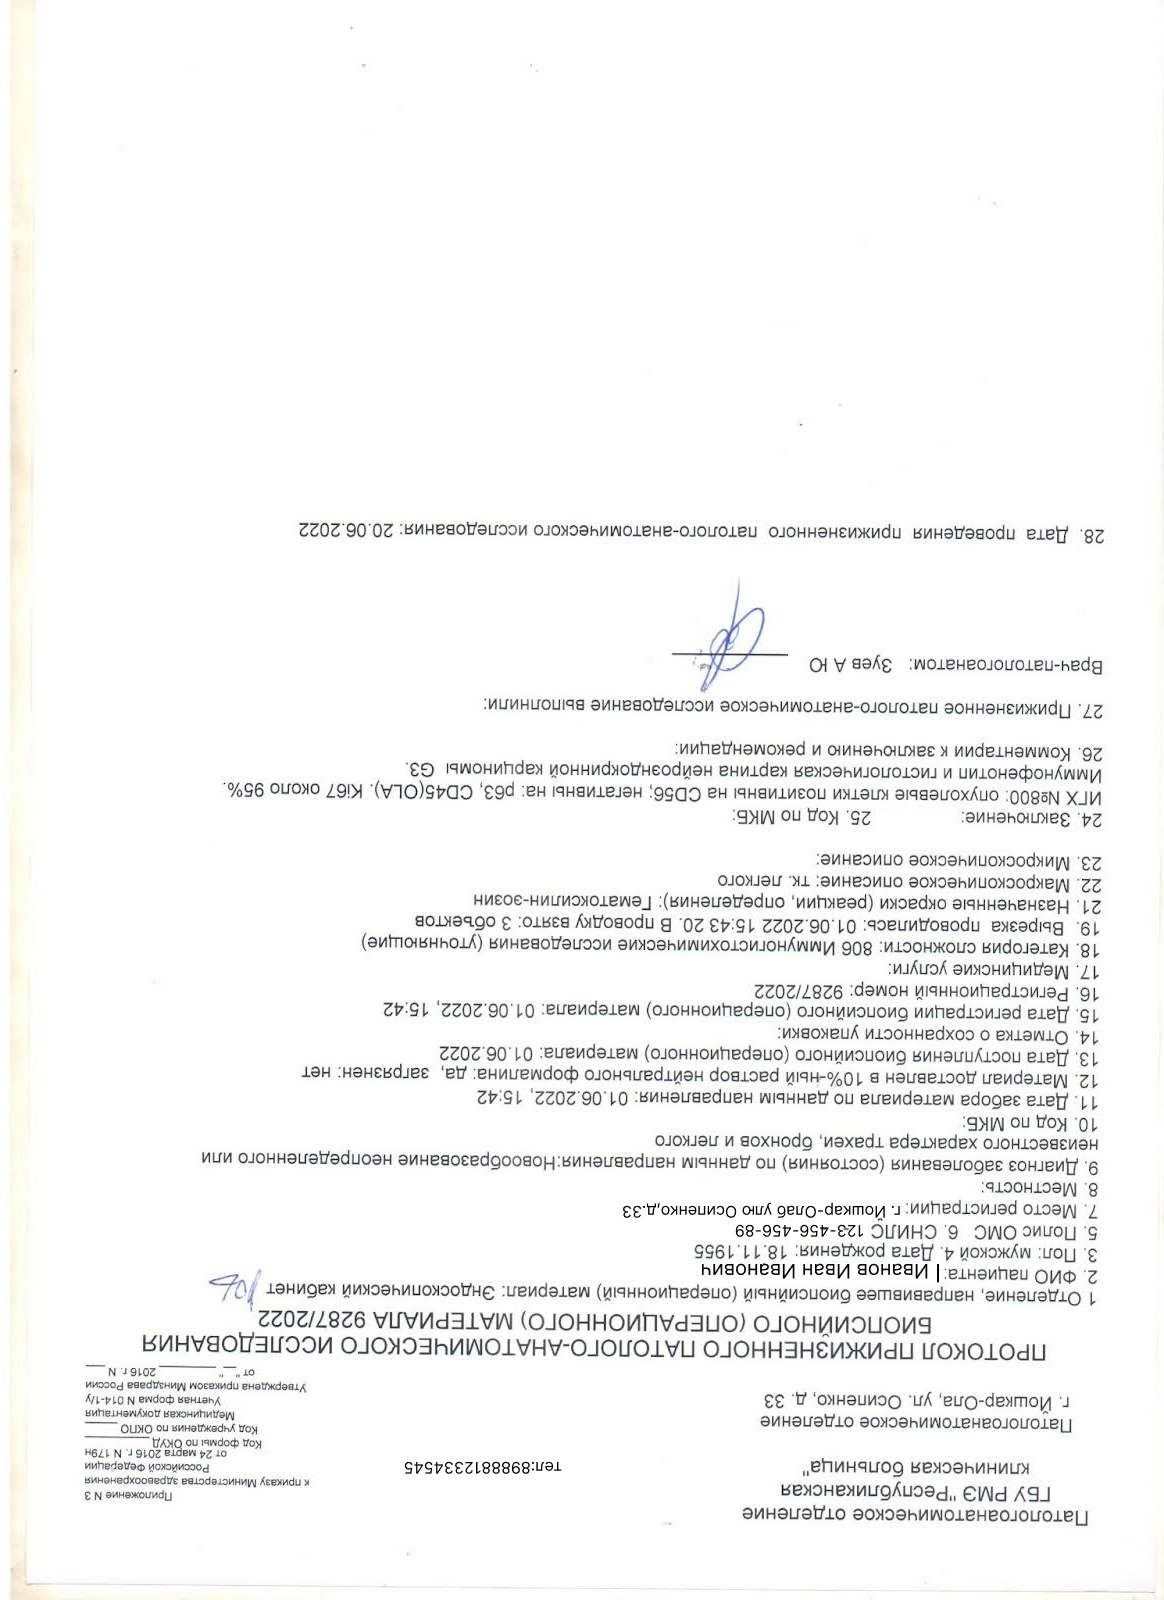 Патологоанатомическое отделение
ГБУ РМЭ "Республиканская
клиническая больница"
тел:89888812334545
Патологоанатомическое отделение
г. Йошкар-Ола, ул. Осипенко, д. 33
Приложение N 3
к приказу Министерства здравоохранения
Российской Федерации
от 24 марта 2016 г. N 179н
Код формы по ОКУД
Код учреждения по ОКПО
Медицинская документация
Учетная форма N 014-1/у
Утверждена приказом Минздрава России
от "__" ________ 2016 г. N __
ПРОТОКОЛ ПРИЖИЗНЕННОГО ПАТОЛОГО-АНАТОМИЧЕСКОГО ИССЛЕДОВАНИЯ
БИОПСИЙНОГО (ОПЕРАЦИОННОГО) МАТЕРИАЛА 9287/2022
1 Отделение, направившее биопсийный (операционный) материал: Эндоскопический кабинет
2. ФИО пациента: Иванов Иван Иванович
3. Пол: мужской 4. Дата рождения: 18.11.1955
5. Полис ОМС 6. СНИЛС 123-456-456-89
7. Место регистрации: г. Йошкар-Олаб улю Осипенко,д.33
8. Местность:
9. Диагноз заболевания (состояния) по данным направления:Новообразование неопределенного или
неизвестного характера трахеи, бронхов и легкого
10. Код по МКБ:
11. Дата забора материала по данным направления: 01.06.2022, 15:42
12. Материал доставлен в 10%-ный раствор нейтрального формалина: да, загрязнен: нет
13. Дата поступления биопсийного (операционного) материала: 01.06.2022
14. Отметка о сохранности упаковки:
15. Дата регистрации биопсийного (операционного) материала: 01.06.2022, 15:42
16. Регистрационный номер: 9287/2022
17. Медицинские услуги:
18. Категория сложности: 806 Иммуногистохимические исследования (уточняющие)
19. Вырезка проводилась: 01.06.2022 15:43 20. В проводку взято: 3 объектов
21. Назначенные окраски (реакции, определения): Гематоксилин-эозин
22. Макроскопическое описание: тк. легкого
23. Микроскопическое описание:
24. Заключение: 25. Код по МКБ:
ИГХ №800: опухолевые клетки позитивны на CD56; негативны на: p63, CD45(OLA). Ki67 около 95%.
Иммунофенотип и гистологическая картина нейроэндокринной карциномы G3.
26. Комментарии к заключению и рекомендации:
27. Прижизненное патолого-анатомическое исследование выполнили:
Врач-патологоанатом: Зуев А Ю
28. Дата проведения прижизненного патолого-анатомического исследования: 20.06.2022